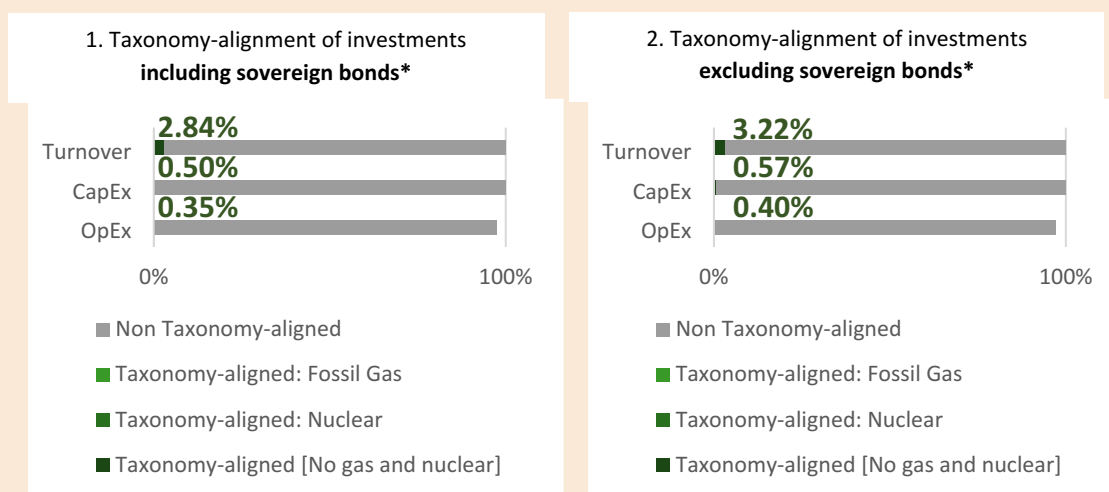 1. Taxonomy-alignment of investments
including sovereign bonds*
2.84%
Turnover
0.50%
CapEx
0.35%
OpEx
0%
100%
Non Taxonomy-aligned
Taxonomy-aligned: Fossil Gas
Taxonomy-aligned: Nuclear
Taxonomy-aligned [No gas and nuclear]
2. Taxonomy-alignment of investments
excluding sovereign bonds*
3.22%
Turnover
0.57%
CapEx
0.40%
OpEx
0%
100%
Non Taxonomy-aligned
Taxonomy-aligned: Fossil Gas
Taxonomy-aligned: Nuclear
Taxonomy-aligned [No gas and nuclear]